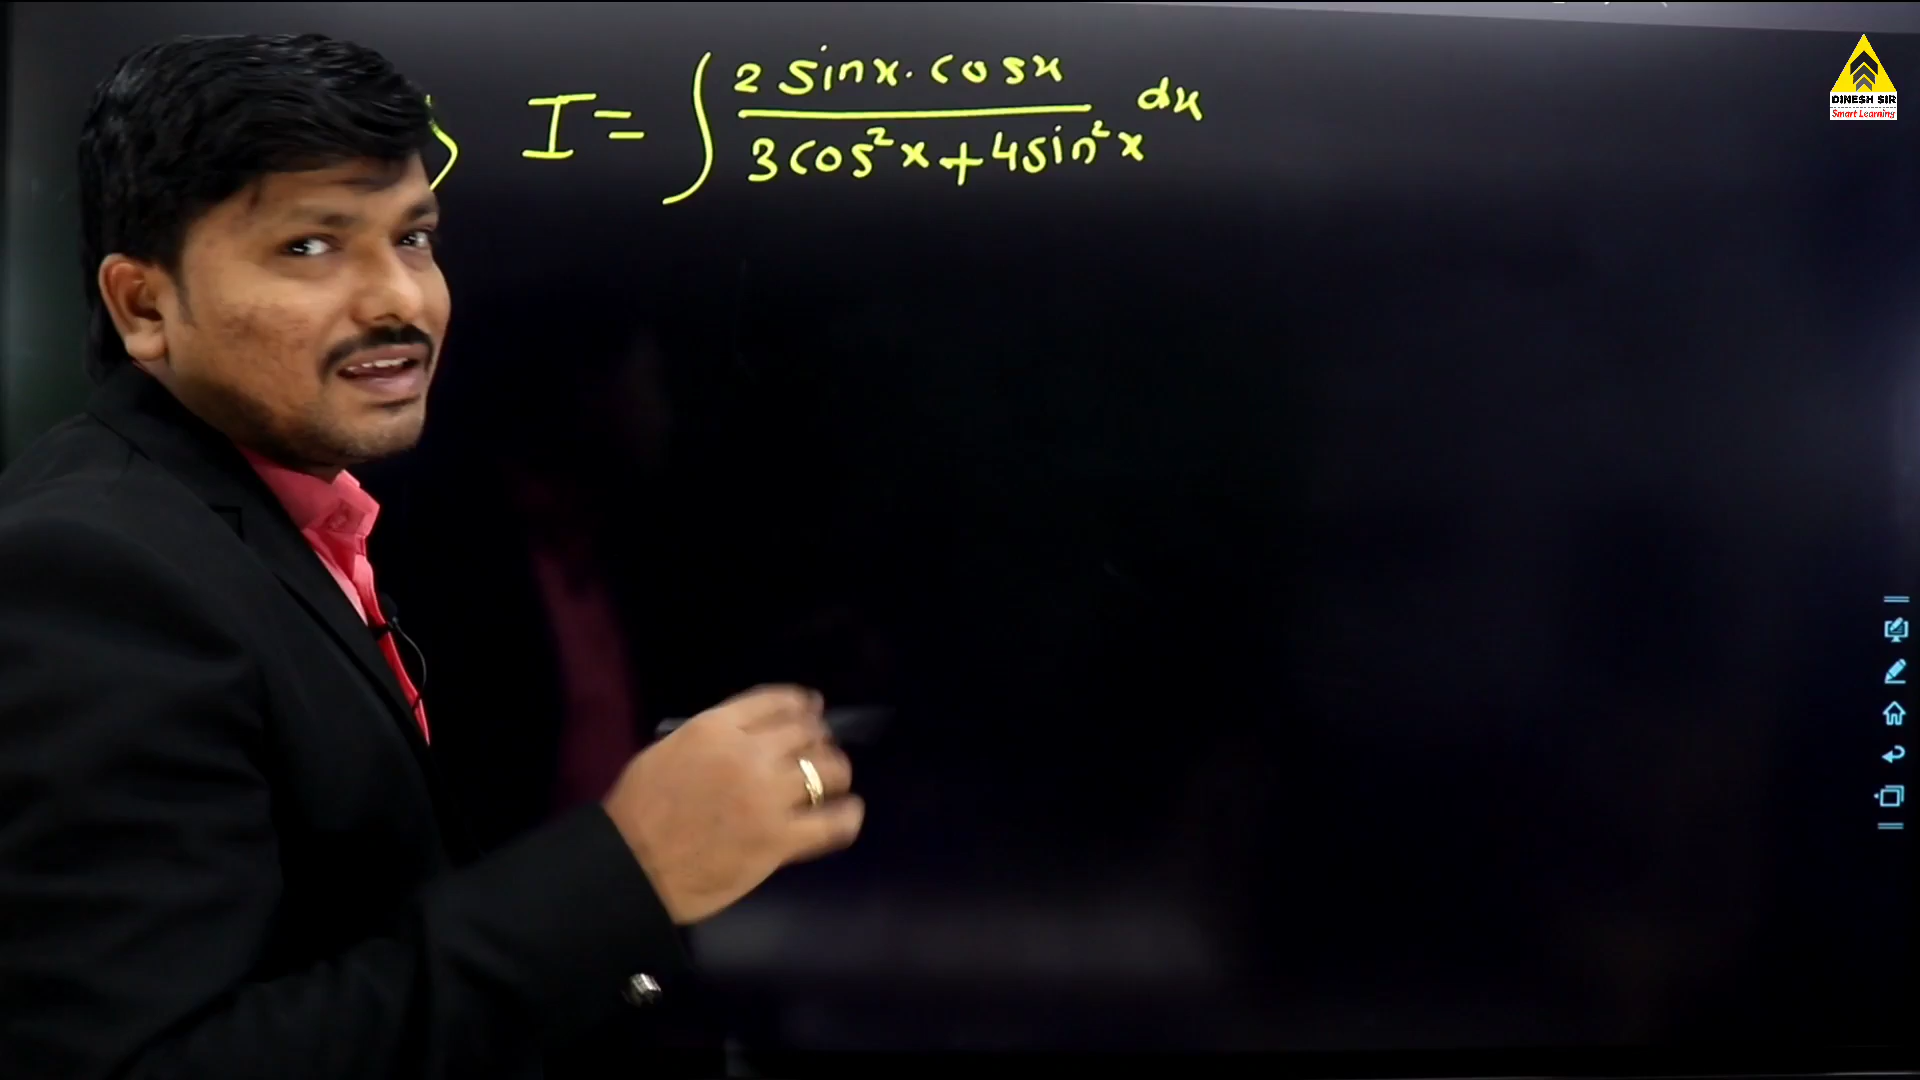 I = ∫ 2 sinx. cosx / 3cos²x + 4sin²x dx
DINESH SIR
Smart Learning